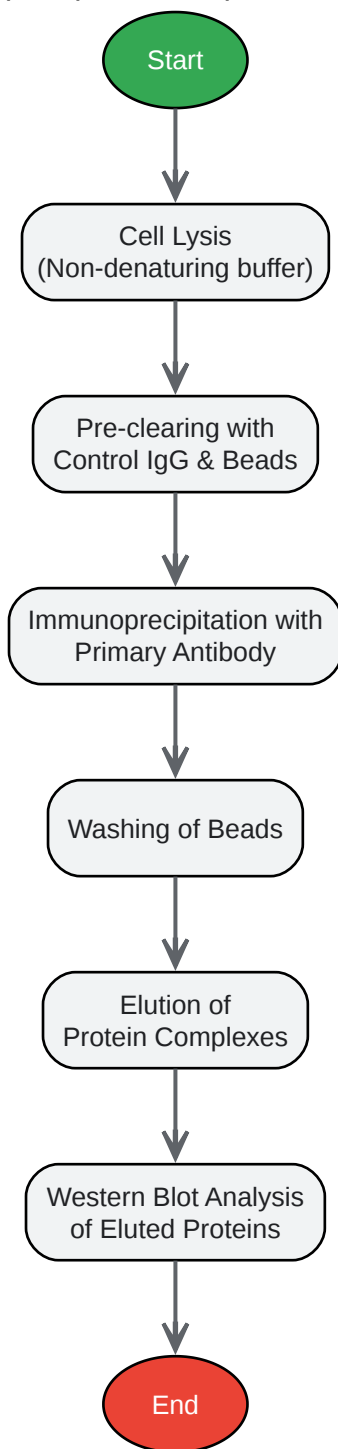 Start
Cell Lysis
(Non-denaturing buffer)
Pre-clearing with
Control IgG & Beads
Immunoprecipitation with
Primary Antibody
Washing of Beads
Elution of
Protein Complexes
Western Blot Analysis
of Eluted Proteins
End